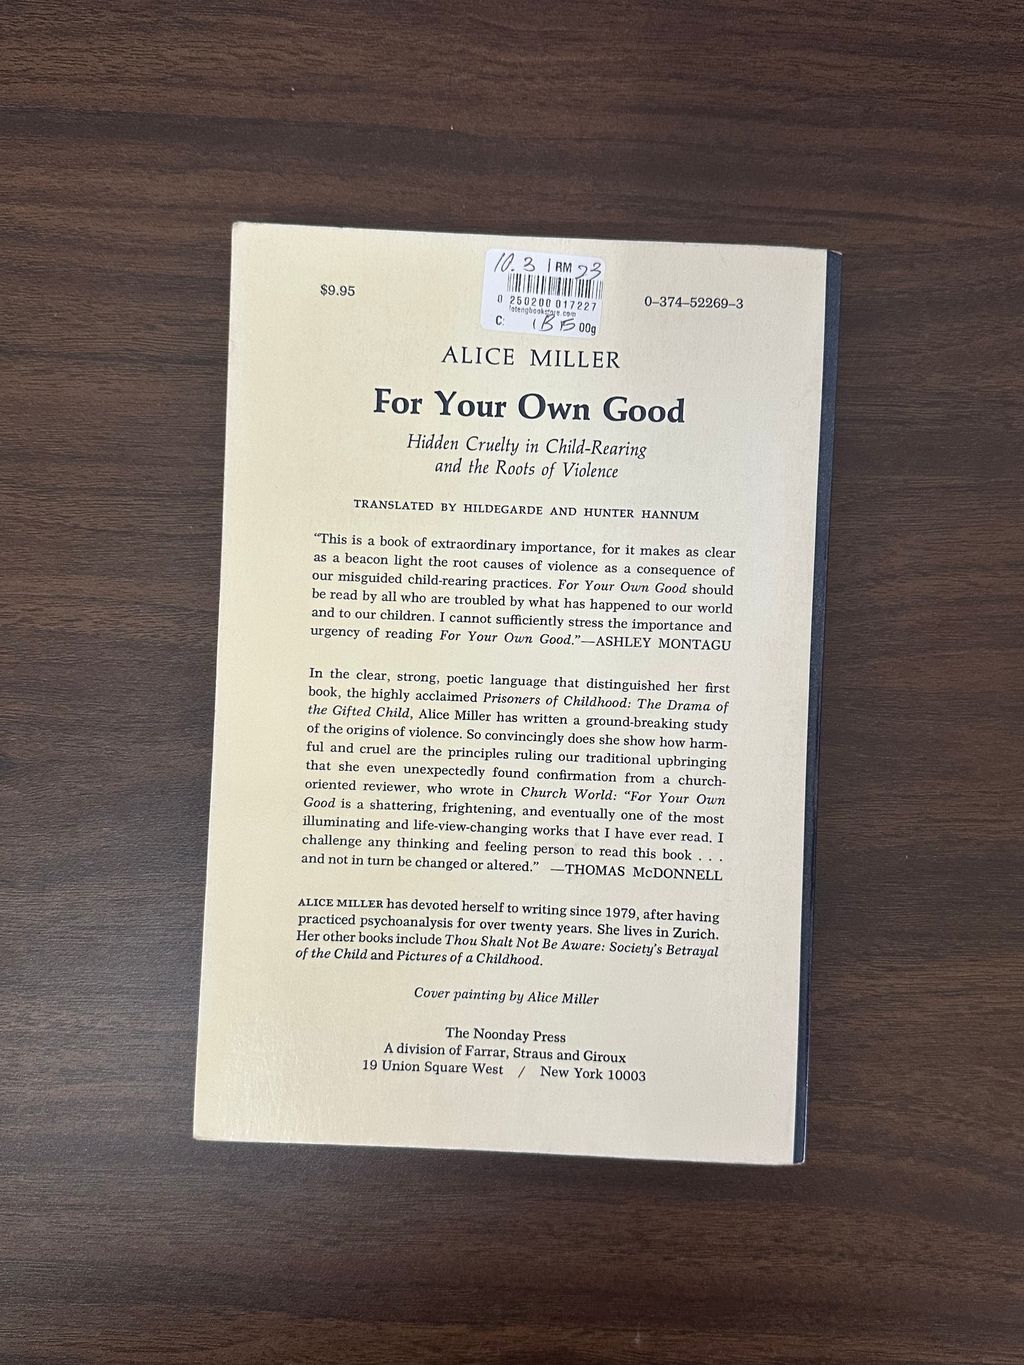 10.3 RM 23
$9.95
0 250200 017227
0-374-52269-3
C: 00g
ALICE MILLER
For Your Own Good
Hidden Cruelty in Child-Rearing
and the Roots of Violence
TRANSLATED BY HILDEGARDE AND HUNTER HANNUM
“This is a book of extraordinary importance, for it makes as clear
as a beacon light the root causes of violence as a consequence of
our misguided child-rearing practices. For Your Own Good should
be read by all who are troubled by what has happened to our world
and to our children. I cannot sufficiently stress the importance and
urgency of reading For Your Own Good.”—ASHLEY MONTAGU
In the clear, strong, poetic language that distinguished her first
book, the highly acclaimed Prisoners of Childhood: The Drama of
the Gifted Child, Alice Miller has written a ground-breaking study
of the origins of violence. So convincingly does she show how harm-
ful and cruel are the principles ruling our traditional upbringing
that she even unexpectedly found confirmation from a church-
oriented reviewer, who wrote in Church World: “For Your Own
Good is a shattering, frightening, and eventually one of the most
illuminating and life-view-changing works that I have ever read. I
challenge any thinking and feeling person to read this book . . .
and not in turn be changed or altered.” —THOMAS McDONNELL
ALICE MILLER has devoted herself to writing since 1979, after having
practiced psychoanalysis for over twenty years. She lives in Zurich.
Her other books include Thou Shalt Not Be Aware: Society's Betrayal
of the Child and Pictures of a Childhood.
Cover painting by Alice Miller
The Noonday Press
A division of Farrar, Straus and Giroux
19 Union Square West / New York 10003